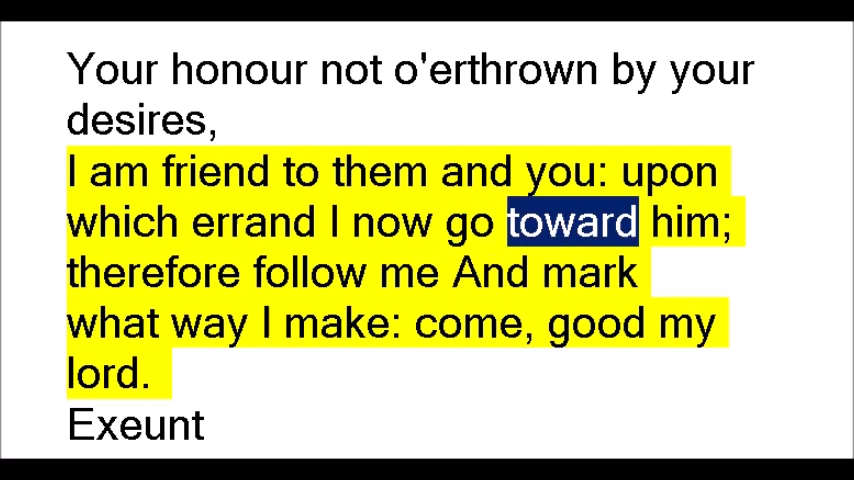 Your honour not o'erthrown by your
desires,
I am friend to them and you: upon
which errand I now go toward him;
therefore follow me And mark
what way I make: come, good my
lord.
Exeunt